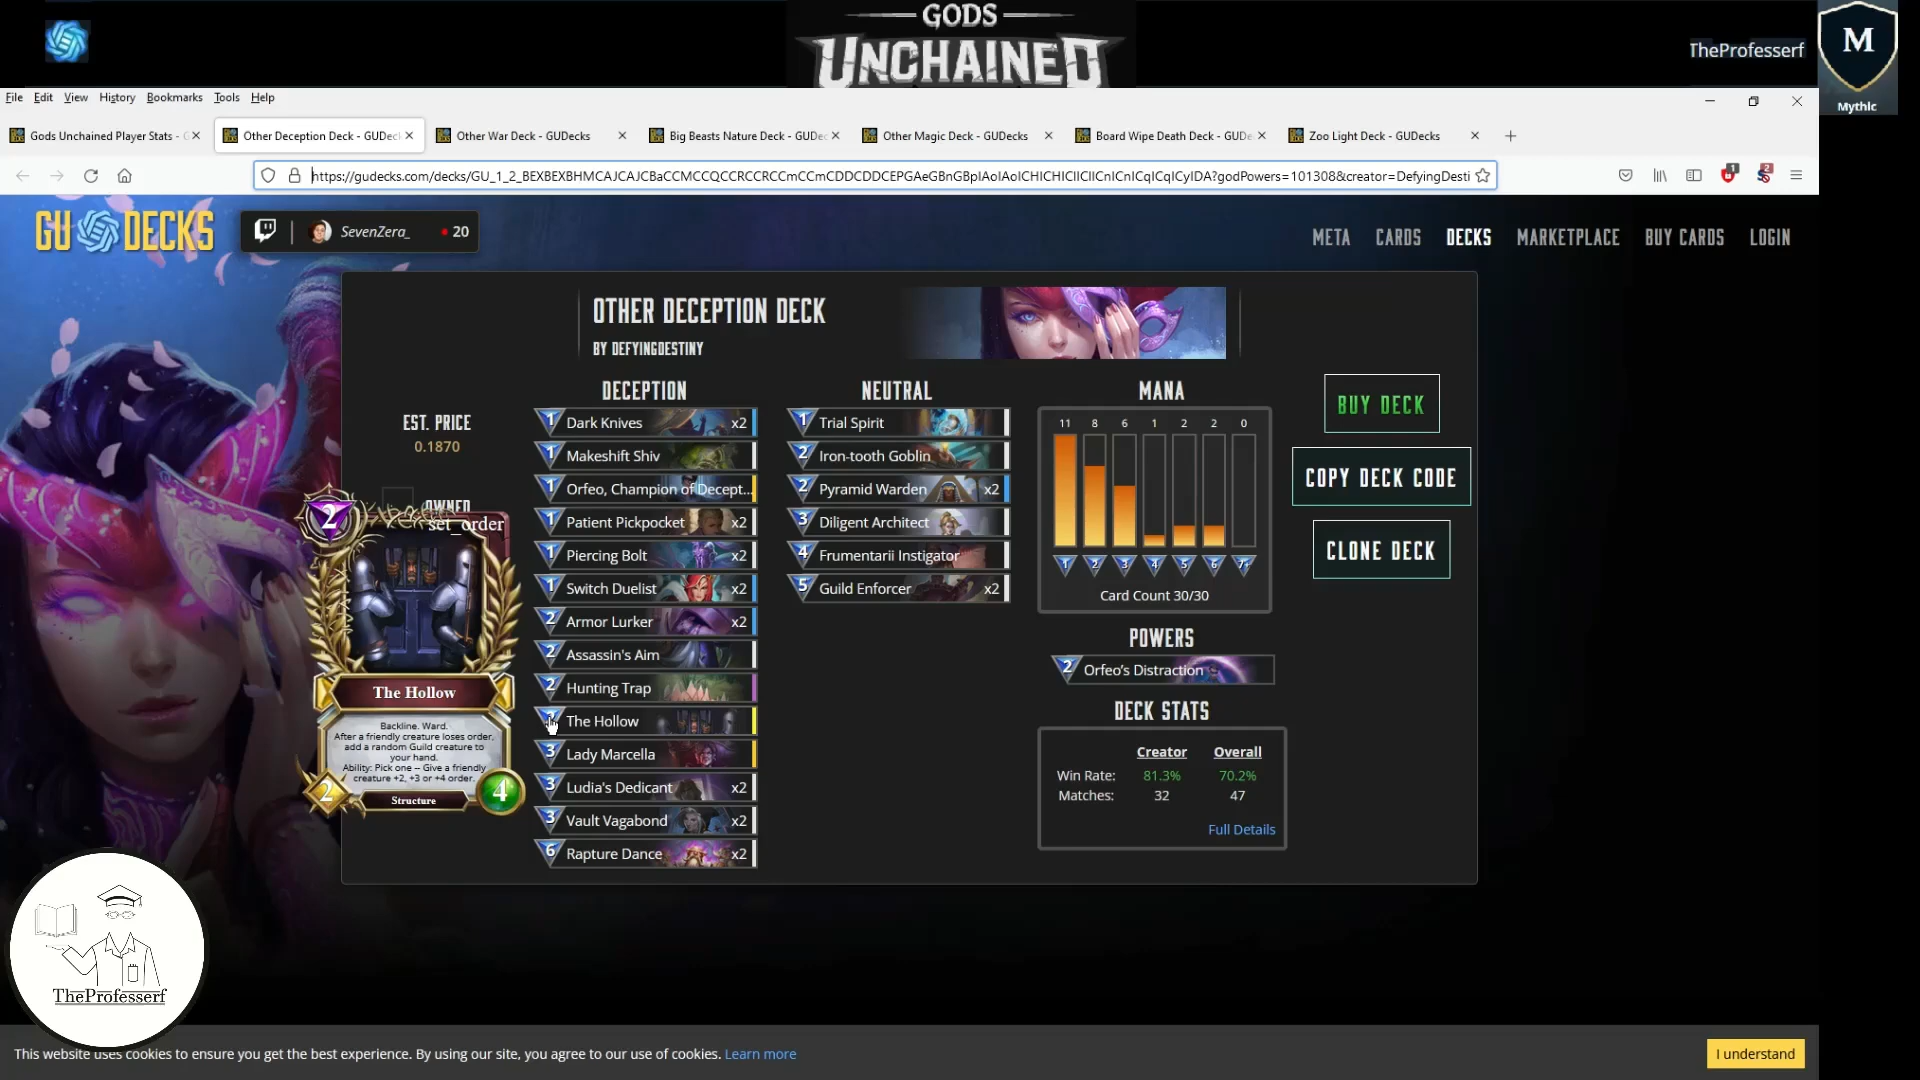 GODS
UNCHAINED
TheProfesserf
M
Mythic
File Edit View History Bookmarks Tools Help
Gods Unchained Player Stats - G
Other Deception Deck - GUDec
Other War Deck - GUDecks
Big Beasts Nature Deck - GUDec
Other Magic Deck - GUDecks
Board Wipe Death Deck - GUDe
Zoo Light Deck - GUDecks
https://gudecks.com/decks/GU_1_2_BEXBEXBHMCAJCAJCBaCCMCCQCCRCCRCCmCCmCDDCDDCEPGAeGBnGBpIAoIAoICHICHICIICIICnICnICqICqICyIDA?godPowers=101308&creator=DefyingDesti
1
2
GU DECKS
SevenZera_ 20
META CARDS DECKS MARKETPLACE BUY CARDS LOGIN
OTHER DECEPTION DECK
BY DEFYINGDESTINY
EST. PRICE
0.1870
OWNED
set_order
2
The Hollow
Backline. Ward.
After a friendly creature loses order,
add a random Guild creature to
your hand.
Ability: Pick one -- Give a friendly
creature +2, +3 or +4 order.
2
Structure
4
DECEPTION
1 Dark Knives x2
1 Makeshift Shiv
1 Orfeo, Champion of Decept...
1 Patient Pickpocket x2
1 Piercing Bolt x2
1 Switch Duelist x2
2 Armor Lurker x2
2 Assassin's Aim
2 Hunting Trap
The Hollow
3 Lady Marcella
3 Ludia's Dedicant x2
3 Vault Vagabond x2
6 Rapture Dance x2
NEUTRAL
1 Trial Spirit
2 Iron-tooth Goblin
2 Pyramid Warden x2
3 Diligent Architect
4 Frumentarii Instigator
5 Guild Enforcer x2
MANA
11 8 6 1 2 2 0
1 2 3 4 5 6 7+
Card Count 30/30
POWERS
2 Orfeo's Distraction
DECK STATS
Creator Overall
Win Rate: 81.3% 70.2%
Matches: 32 47
Full Details
BUY DECK
COPY DECK CODE
CLONE DECK
TheProfesserf
This website uses cookies to ensure you get the best experience. By using our site, you agree to our use of cookies. Learn more
I understand